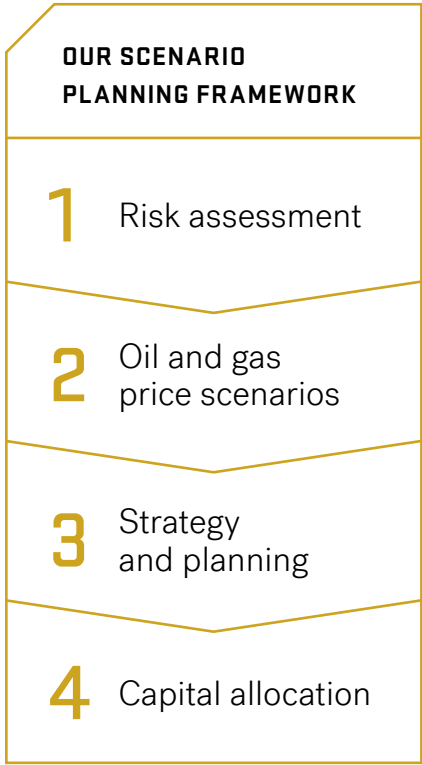 OUR SCENARIO
PLANNING FRAMEWORK
1 Risk assessment
2 Oil and gas
price scenarios
3 Strategy
and planning
4 Capital allocation